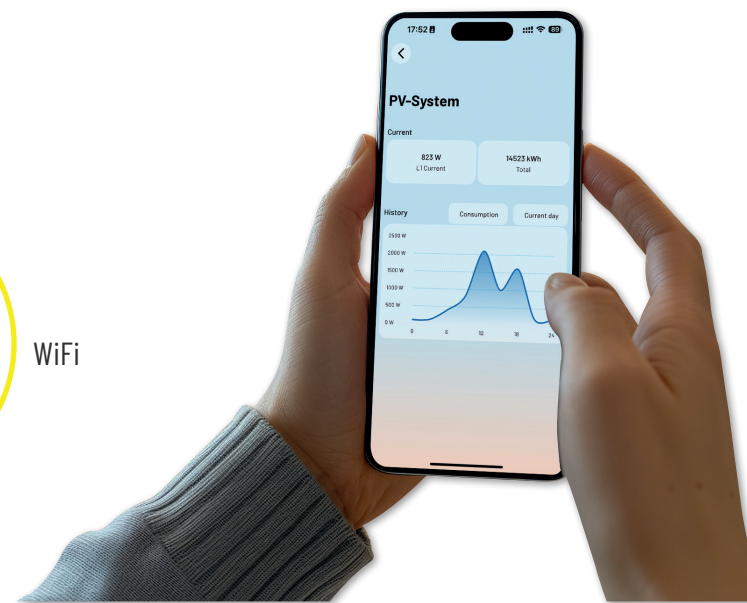 17:52
89
PV-System
Current
823 W
L1 Current
14523 kWh
Total
History
Consumption
Current day
2500 W
2000 W
1500 W
1000 W
500 W
0 W
0
6
12
18
24
WiFi